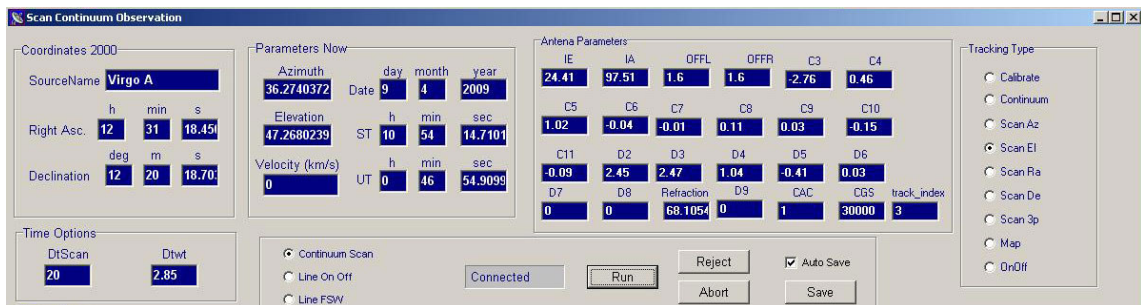 Scan Continuum Observation
Coordinates 2000
SourceName Virgo A
h min s
Right Asc. 12 31 18.450
deg m s
Declination 12 20 18.703
Parameters Now
Azimuth day month year
36.2740372 Date 9 4 2009
Elevation h min sec
47.2680239 ST 10 54 14.7101
Velocity (km/s) h min sec
0 UT 0 46 54.9099
Antena Parameters
IE IA OFFL OFFR C3 C4
24.41 97.51 1.6 1.6 -2.76 0.46
C5 C6 C7 C8 C9 C10
1.02 -0.04 -0.01 0.11 0.03 -0.15
C11 D2 D3 D4 D5 D6
-0.09 2.45 2.47 1.04 -0.41 0.03
D7 D8 Refraction D9 CAC CGS track_index
0 0 68.1054 0 1 30000 3
Tracking Type
Calibrate
Continuum
Scan Az
Scan El
Scan Ra
Scan De
Scan 3p
Map
OnOff
Time Options
DtScan Dtwt
20 2.85
Continuum Scan
Line On Off
Line FSW
Connected
Run
Reject
Abort
Auto Save
Save